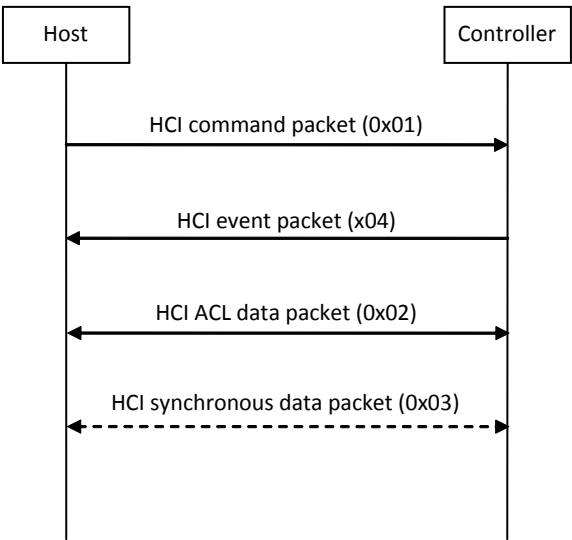 Host
Controller
HCI command packet (0x01)
HCI event packet (x04)
HCI ACL data packet (0x02)
HCI synchronous data packet (0x03)